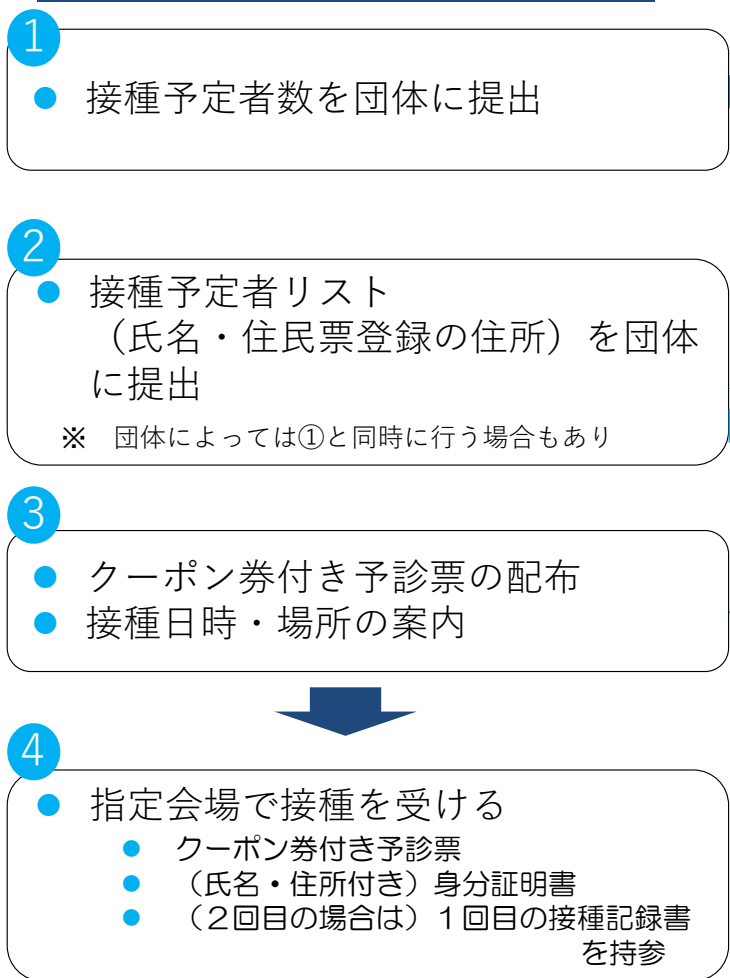 1
● 接種予定者数を団体に提出
2
● 接種予定者リスト
（氏名・住民票登録の住所）を団体
に提出
※　団体によっては①と同時に行う場合もあり
3
● クーポン券付き予診票の配布
● 接種日時・場所の案内
4
● 指定会場で接種を受ける
● クーポン券付き予診票
● （氏名・住所付き）身分証明書
● （２回目の場合は）１回目の接種記録書
を持参